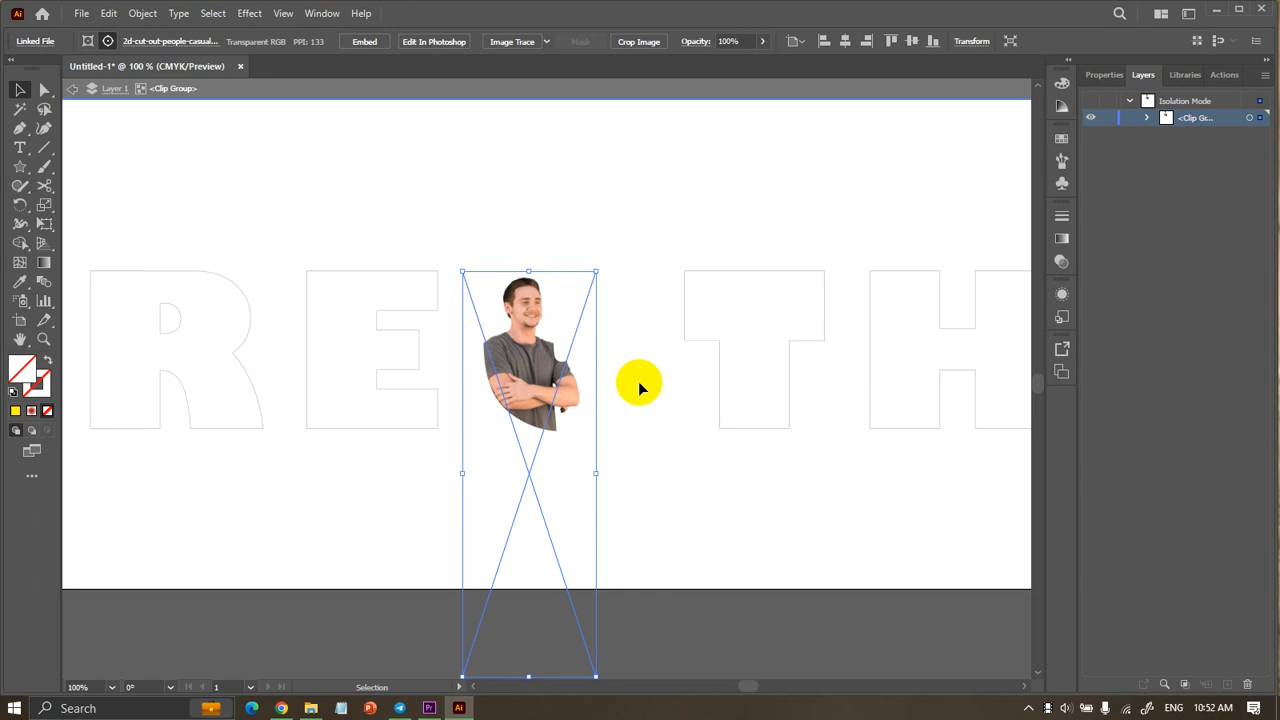 Ai File Edit Object Type Select Effect View Window Help
Linked File 2d-cut-out-people-casual... Transparent RGB PPI: 133 Embed Edit In Photoshop Image Trace Mask Crop Image Opacity: 100% Transform
Untitled-1* @ 100 % (CMYK/Preview) ×
Layer 1 <Clip Group>
Properties Layers Libraries Actions
Isolation Mode
<Clip Gr...
R E T H
100% 0° 1 Selection
Search 10:52 AM